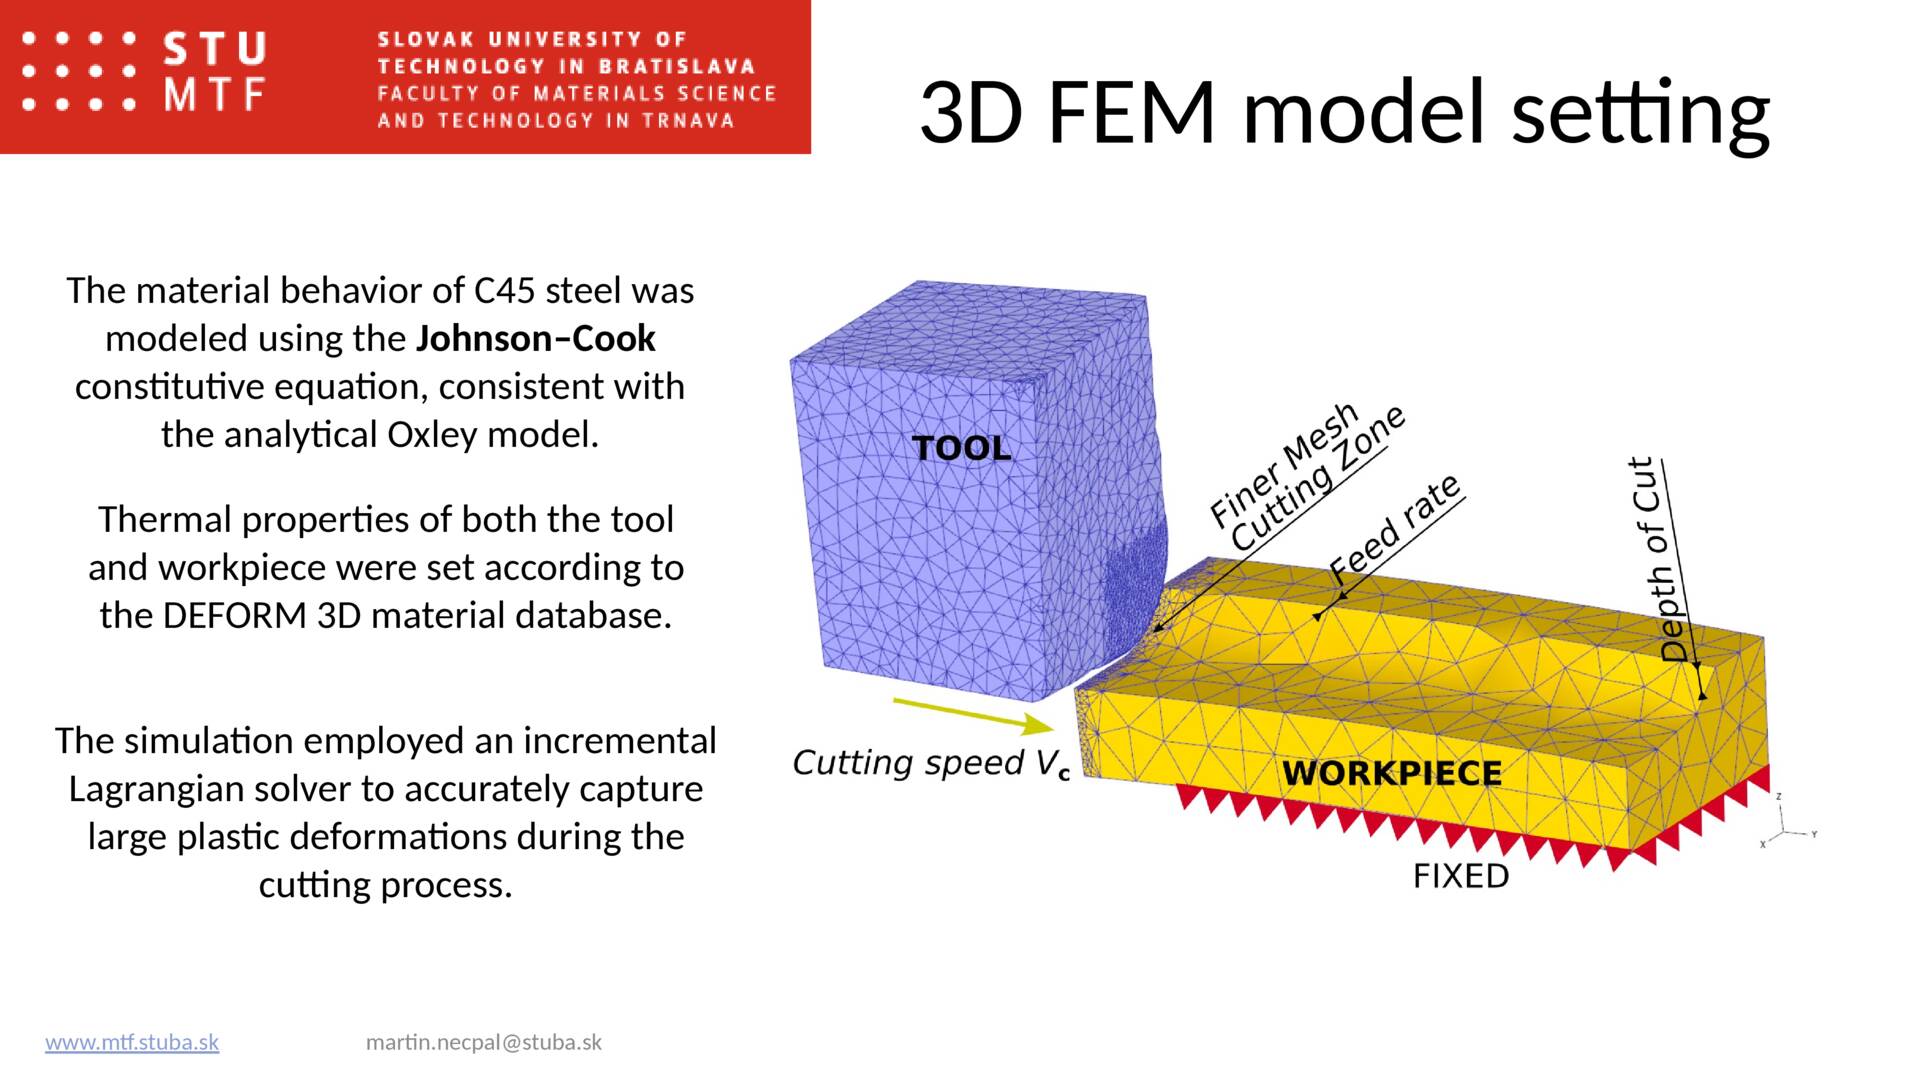 STU
MTF
SLOVAK UNIVERSITY OF
TECHNOLOGY IN BRATISLAVA
FACULTY OF MATERIALS SCIENCE
AND TECHNOLOGY IN TRNAVA
3D FEM model setting
The material behavior of C45 steel was
modeled using the Johnson–Cook
constitutive equation, consistent with
the analytical Oxley model.
Thermal properties of both the tool
and workpiece were set according to
the DEFORM 3D material database.
The simulation employed an incremental
Lagrangian solver to accurately capture
large plastic deformations during the
cutting process.
TOOL
Finer Mesh
Cutting Zone
Feed rate
Depth of Cut
Cutting speed Vc
WORKPIECE
FIXED
Z
Y
X
www.mtf.stuba.sk
martin.necpal@stuba.sk